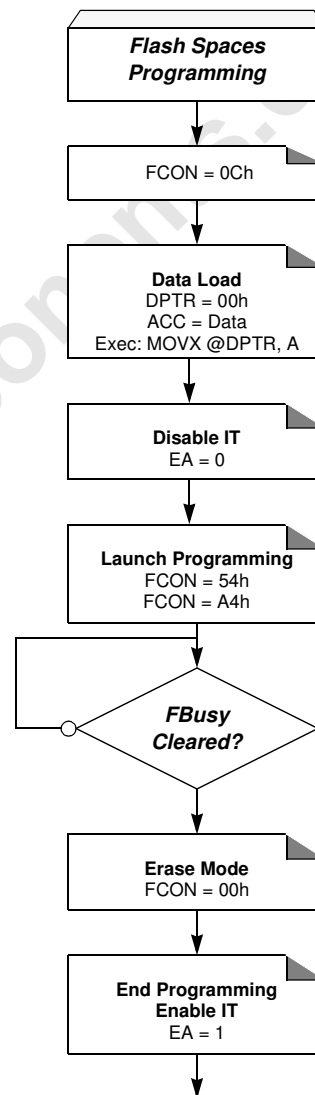 Flash Spaces
Programming
FCON = 0Ch
Data Load
DPTR = 00h
ACC = Data
Exec: MOVX @DPTR, A
Disable IT
EA = 0
Launch Programming
FCON = 54h
FCON = A4h
FBusy
Cleared?
Erase Mode
FCON = 00h
End Programming
Enable IT
EA = 1